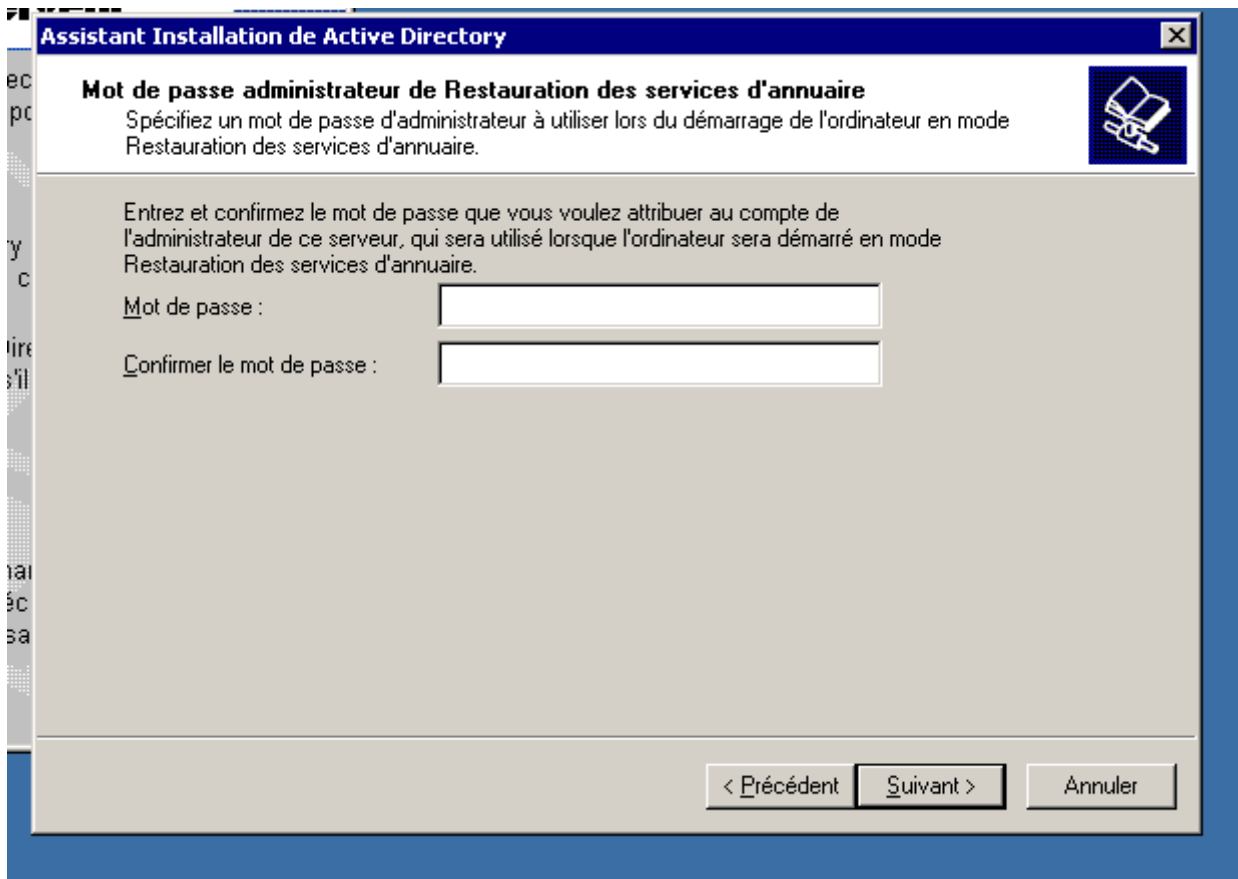 Assistant Installation de Active Directory
Mot de passe administrateur de Restauration des services d'annuaire
Spécifiez un mot de passe d'administrateur à utiliser lors du démarrage de l'ordinateur en mode
Restauration des services d'annuaire.
Entrez et confirmez le mot de passe que vous voulez attribuer au compte de
l'administrateur de ce serveur, qui sera utilisé lorsque l'ordinateur sera démarré en mode
Restauration des services d'annuaire.
Mot de passe :
Confirmer le mot de passe :
< Précédent
Suivant >
Annuler